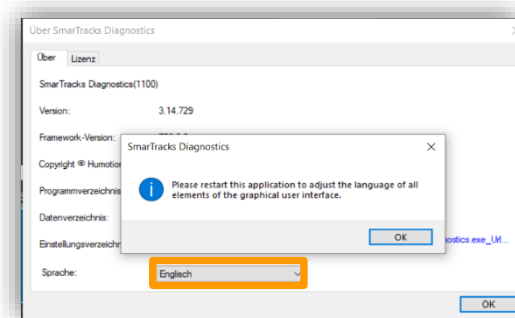 Über SmarTracks Diagnostics
Über Lizenz
SmarTracks Diagnostics(1100)
Version: 3.14.729
Framework-Version:
SmarTracks Diagnostics
Copyright © Humotion
Please restart this application to adjust the language of all
elements of the graphical user interface.
Programmverzeichnis
Datenverzeichnis:
OK
Einstellungsverzeichn ostics.exe_Url...
Sprache: Englisch
OK